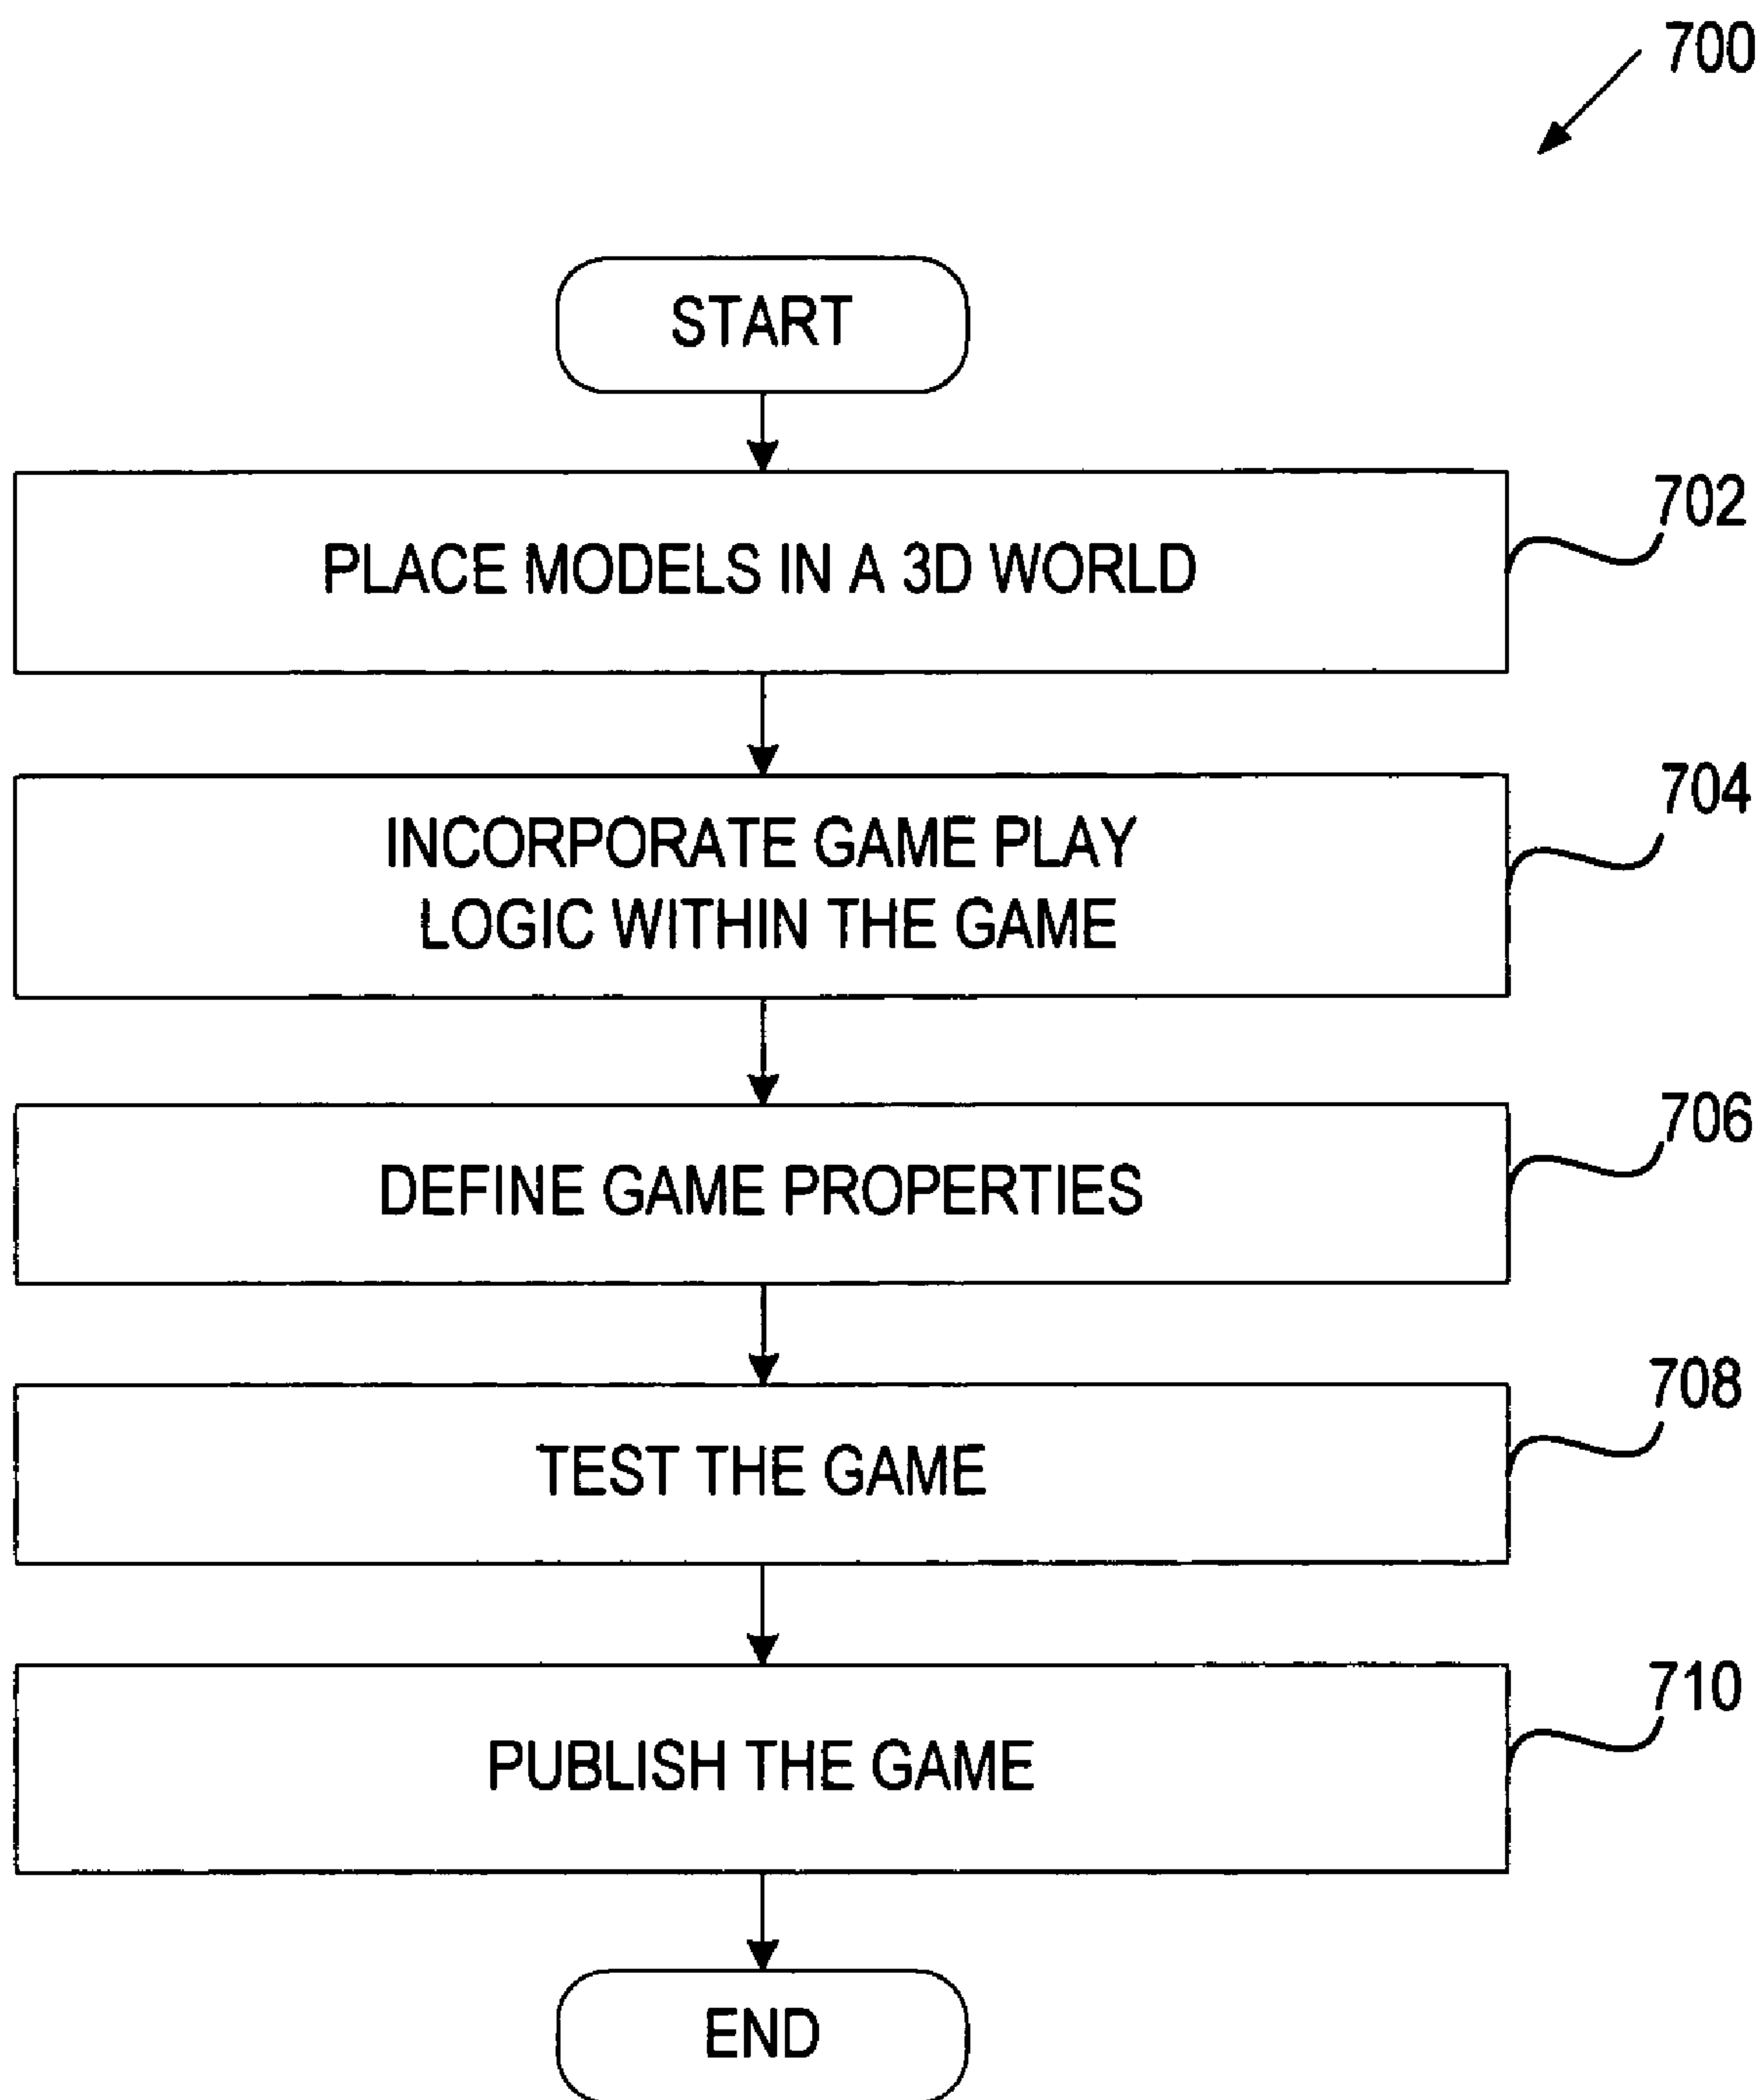 700
START
702
PLACE MODELS IN A 3D WORLD
704
INCORPORATE GAME PLAY
LOGIC WITHIN THE GAME
706
DEFINE GAME PROPERTIES
708
TEST THE GAME
710
PUBLISH THE GAME
END